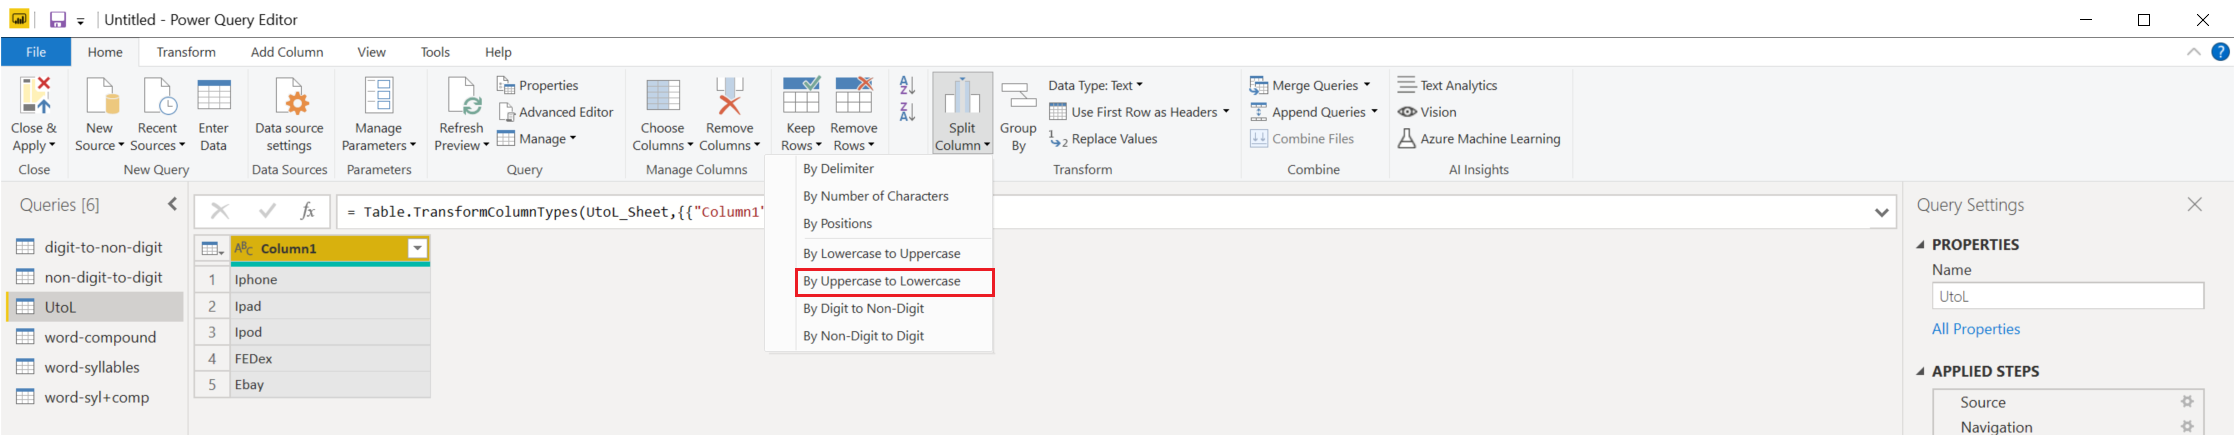 Untitled - Power Query Editor
File Home Transform Add Column View Tools Help
Close & Apply
New Source
Recent Sources
Enter Data
Data source settings
Manage Parameters
Refresh Preview
Properties
Advanced Editor
Manage
Choose Columns
Remove Columns
Keep Rows
Remove Rows
A Z
Z A
Split Column
Group By
Data Type: Text
Use First Row as Headers
1 2 Replace Values
Merge Queries
Append Queries
Combine Files
Text Analytics
Vision
Azure Machine Learning
Close New Query Data Sources Parameters Query Manage Columns Transform Combine AI Insights
By Delimiter
By Number of Characters
By Positions
By Lowercase to Uppercase
By Uppercase to Lowercase
By Digit to Non-Digit
By Non-Digit to Digit
Queries [6]
digit-to-non-digit
non-digit-to-digit
UtoL
word-compound
word-syllables
word-syl+comp
fx = Table.TransformColumnTypes(UtoL_Sheet,{{"Column1"
ABC Column1
1 Iphone
2 Ipad
3 Ipod
4 FEDex
5 Ebay
Query Settings
PROPERTIES
Name
UtoL
All Properties
APPLIED STEPS
Source
Navigation